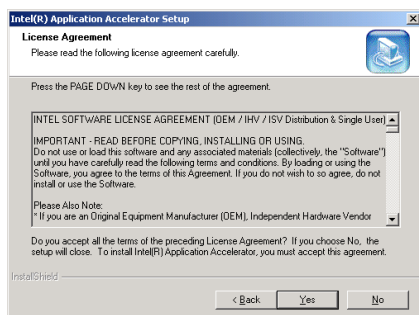 Intel(R) Application Accelerator Setup
License Agreement
Please read the following license agreement carefully.
Press the PAGE DOWN key to see the rest of the agreement.
INTEL SOFTWARE LICENSE AGREEMENT (OEM / IHV / ISV Distribution & Single User)
IMPORTANT - READ BEFORE COPYING, INSTALLING OR USING.
Do not use or load this software and any associated materials (collectively, the "Software")
until you have carefully read the following terms and conditions. By loading or using the
Software, you agree to the terms of this Agreement. If you do not wish to so agree, do not
install or use the Software.
Please Also Note:
* If you are an Original Equipment Manufacturer (OEM), Independent Hardware Vendor
Do you accept all the terms of the preceding License Agreement? If you choose No, the
setup will close. To install Intel(R) Application Accelerator, you must accept this agreement.
InstallShield
< Back Yes No